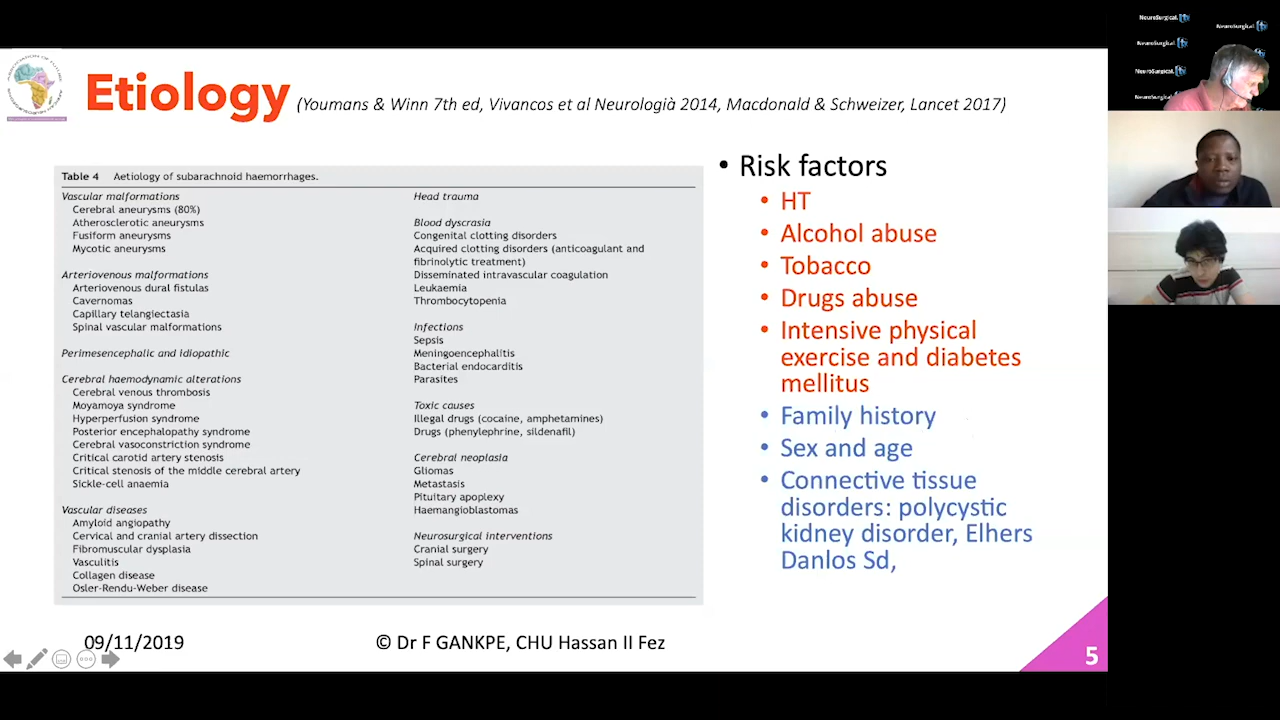 Etiology (Youmans & Winn 7th ed, Vivancos et al Neurologià 2014, Macdonald & Schweizer, Lancet 2017)
Table 4 Aetiology of subarachnoid haemorrhages.
Vascular malformations
Cerebral aneurysms (80%)
Atherosclerotic aneurysms
Fusiform aneurysms
Mycotic aneurysms
Arteriovenous malformations
Arteriovenous dural fistulas
Cavernomas
Capillary telangiectasia
Spinal vascular malformations
Perimesencephalic and idiopathic
Cerebral haemodynamic alterations
Cerebral venous thrombosis
Moyamoya syndrome
Hyperperfusion syndrome
Posterior encephalopathy syndrome
Cerebral vasoconstriction syndrome
Critical carotid artery stenosis
Critical stenosis of the middle cerebral artery
Sickle-cell anaemia
Vascular diseases
Amyloid angiopathy
Cervical and cranial artery dissection
Fibromuscular dysplasia
Vasculitis
Collagen disease
Osler-Rendu-Weber disease
Head trauma
Blood dyscrasia
Congenital clotting disorders
Acquired clotting disorders (anticoagulant and
fibrinolytic treatment)
Disseminated intravascular coagulation
Leukaemia
Thrombocytopenia
Infections
Sepsis
Meningoencephalitis
Bacterial endocarditis
Parasites
Toxic causes
Illegal drugs (cocaine, amphetamines)
Drugs (phenylephrine, sildenafil)
Cerebral neoplasia
Gliomas
Metastasis
Pituitary apoplexy
Haemangioblastomas
Neurosurgical interventions
Cranial surgery
Spinal surgery
• Risk factors
• HT
• Alcohol abuse
• Tobacco
• Drugs abuse
• Intensive physical
exercise and diabetes
mellitus
• Family history
• Sex and age
• Connective tissue
disorders: polycystic
kidney disorder, Elhers
Danlos Sd,
09/11/2019
© Dr F GANKPE, CHU Hassan II Fez
5
NeuroSurgical.tv
NeuroSurgical.tv
NeuroSurgical.tv
NeuroSurgical.tv
NeuroSurgical.